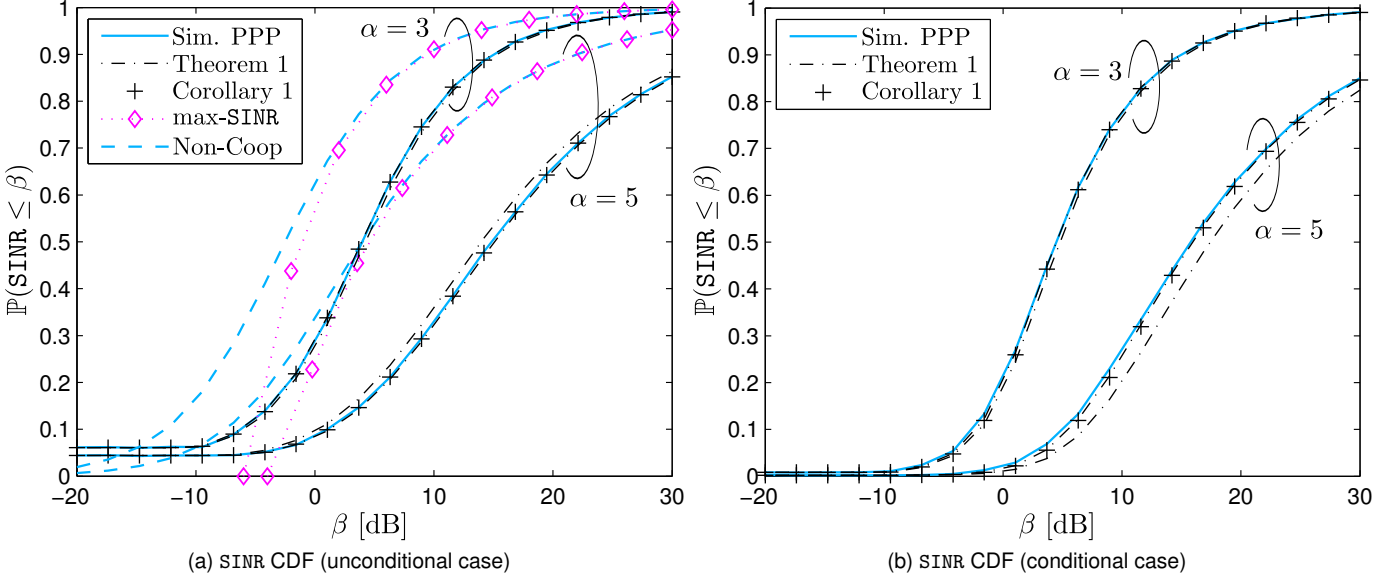 Sim. PPP
Theorem 1
Corollary 1
max-SINR
Non-Coop
α = 3
α = 5
1
0.9
0.8
0.7
0.6
0.5
0.4
0.3
0.2
0.1
0
ℙ(SINR ≤ β)
−20 −10 0 10 20 30
β [dB]
(a) SINR CDF (unconditional case)
Sim. PPP
Theorem 1
Corollary 1
α = 3
α = 5
1
0.9
0.8
0.7
0.6
0.5
0.4
0.3
0.2
0.1
0
ℙ(SINR ≤ β)
−20 −10 0 10 20 30
β [dB]
(b) SINR CDF (conditional case)